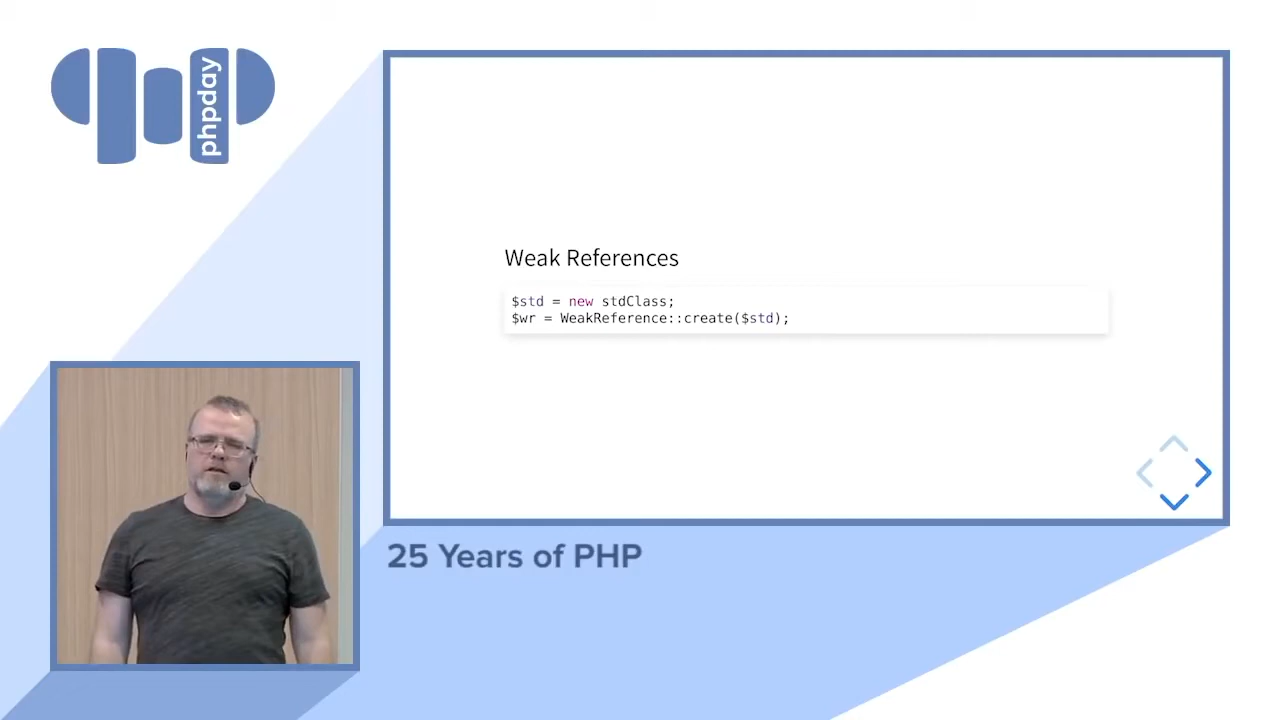 phpday
Weak References
$std = new stdClass;
$wr = WeakReference::create($std);
25 Years of PHP